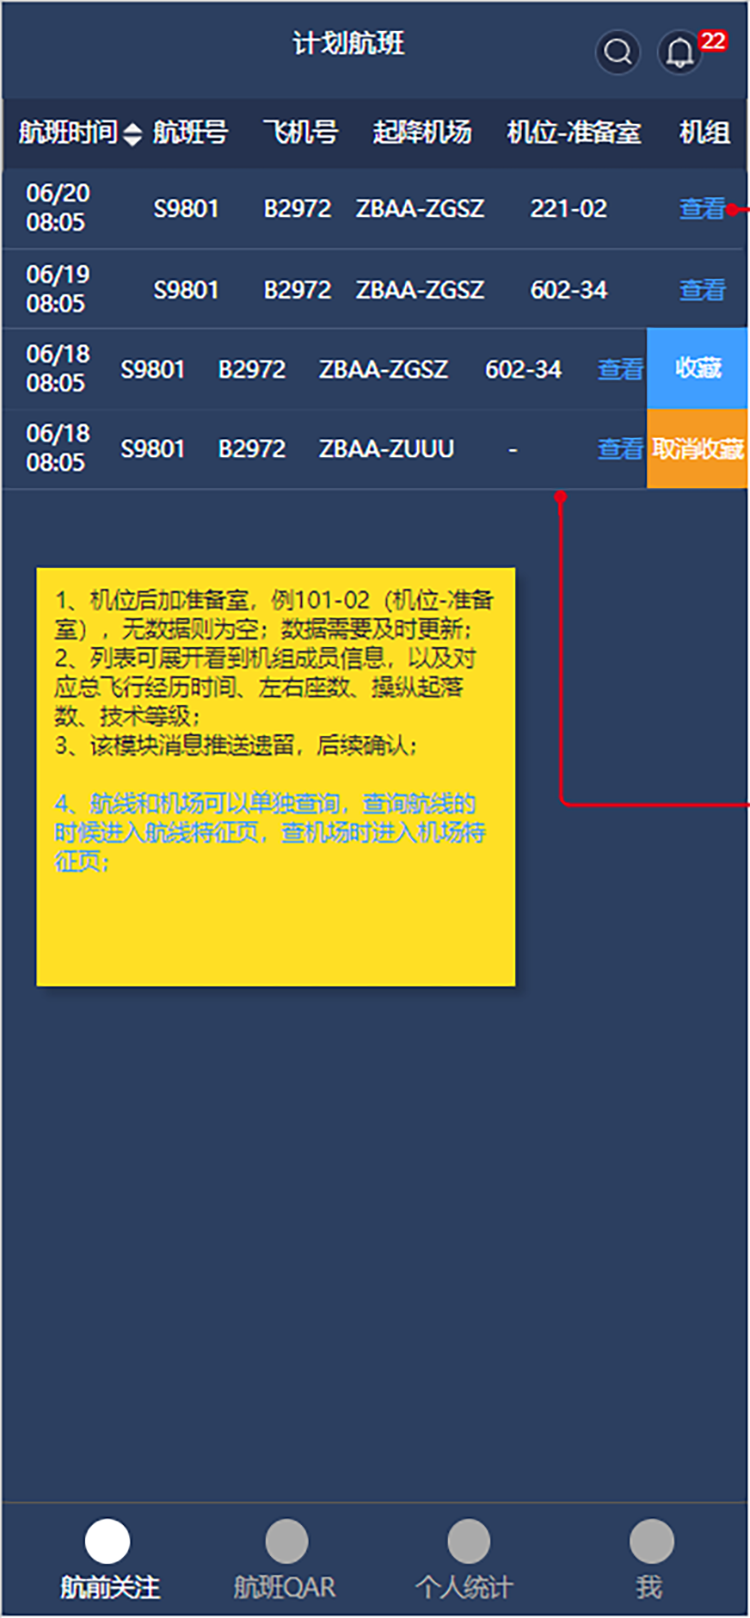 计划航班
22
航班时间 航班号 飞机号 起降机场 机位-准备室 机组
06/20
08:05
S9801 B2972 ZBAA-ZGSZ 221-02 查看
06/19
08:05
S9801 B2972 ZBAA-ZGSZ 602-34 查看
06/18
08:05
S9801 B2972 ZBAA-ZGSZ 602-34 查看 收藏
06/18
08:05
S9801 B2972 ZBAA-ZUUU - 查看 取消收藏
1、机位后加准备室，例101-02（机位-准备
室），无数据则为空；数据需要及时更新；
2、列表可展开看到机组成员信息，以及对
应总飞行经历时间、左右座数、操纵起落
数、技术等级；
3、该模块消息推送遗留，后续确认；
4、航线和机场可以单独查询，查询航线的
时候进入航线特征页，查机场时进入机场特
征页；
航前关注 航班QAR 个人统计 我